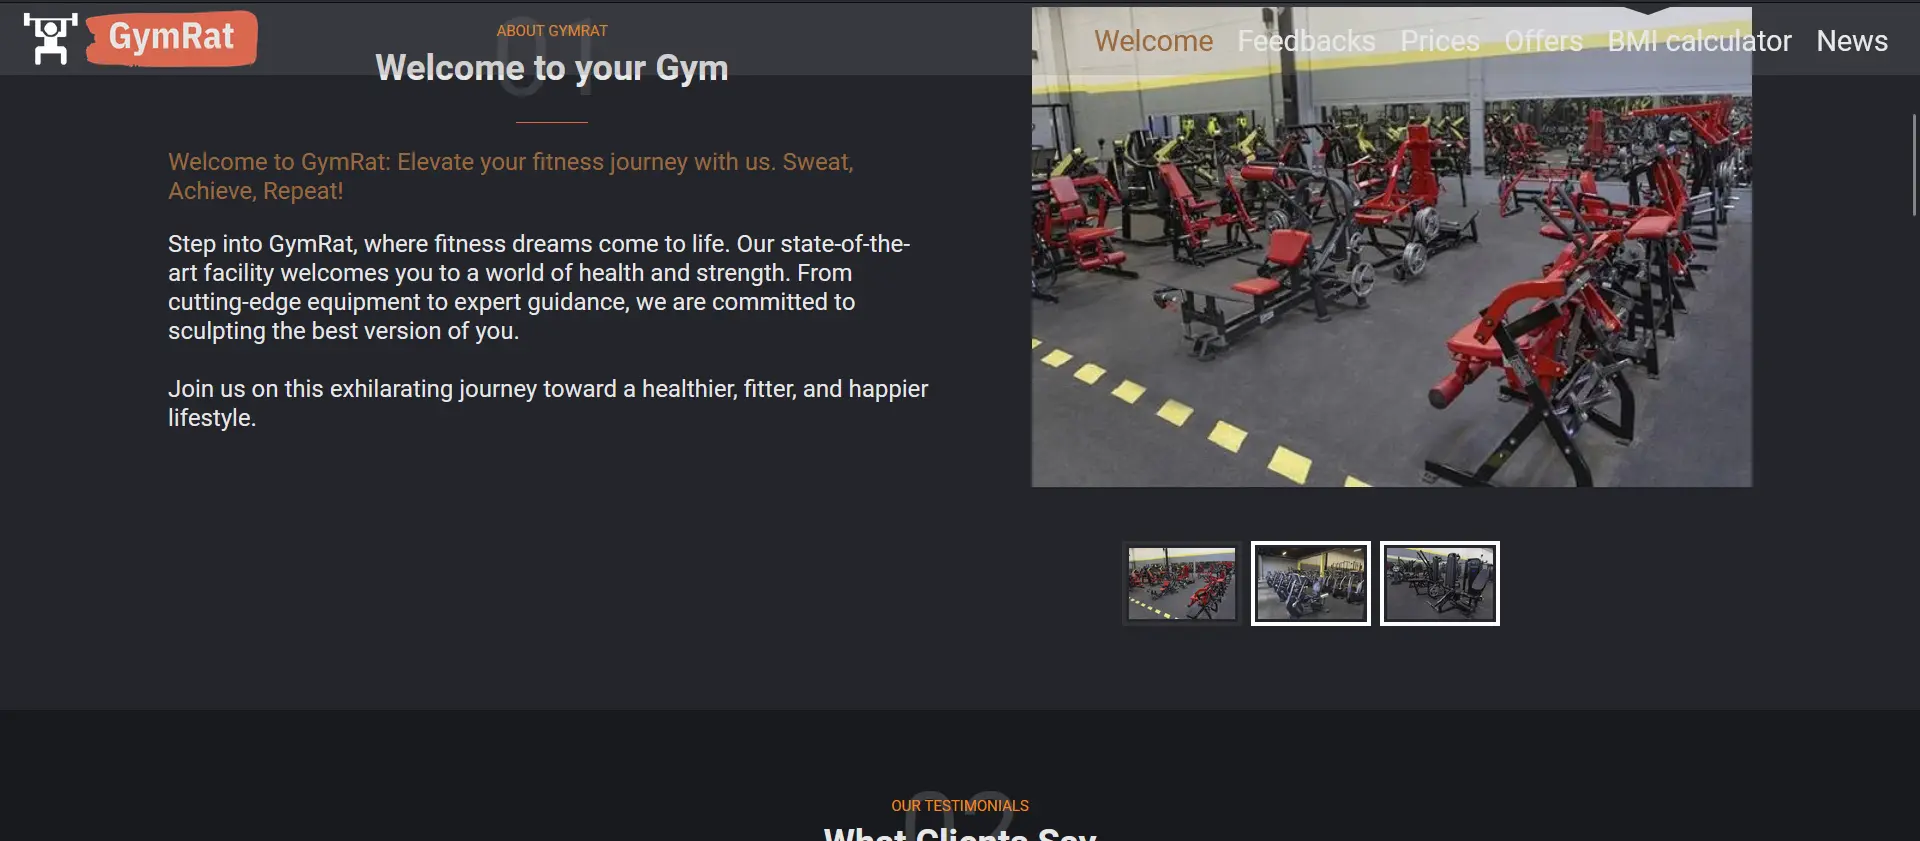 GymRat
Welcome Feedbacks Prices Offers BMI calculator News
01
ABOUT GYMRAT
Welcome to your Gym
Welcome to GymRat: Elevate your fitness journey with us. Sweat,
Achieve, Repeat!
Step into GymRat, where fitness dreams come to life. Our state-of-the-
art facility welcomes you to a world of health and strength. From
cutting-edge equipment to expert guidance, we are committed to
sculpting the best version of you.
Join us on this exhilarating journey toward a healthier, fitter, and happier
lifestyle.
02
OUR TESTIMONIALS
What Clients Say